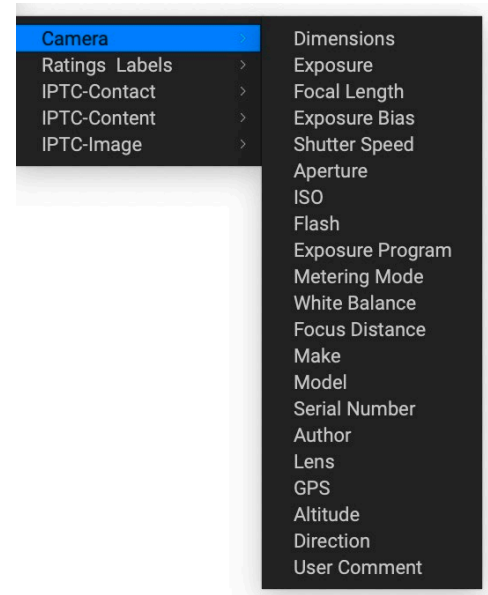 Camera
Ratings Labels
IPTC-Contact
IPTC-Content
IPTC-Image
Dimensions
Exposure
Focal Length
Exposure Bias
Shutter Speed
Aperture
ISO
Flash
Exposure Program
Metering Mode
White Balance
Focus Distance
Make
Model
Serial Number
Author
Lens
GPS
Altitude
Direction
User Comment